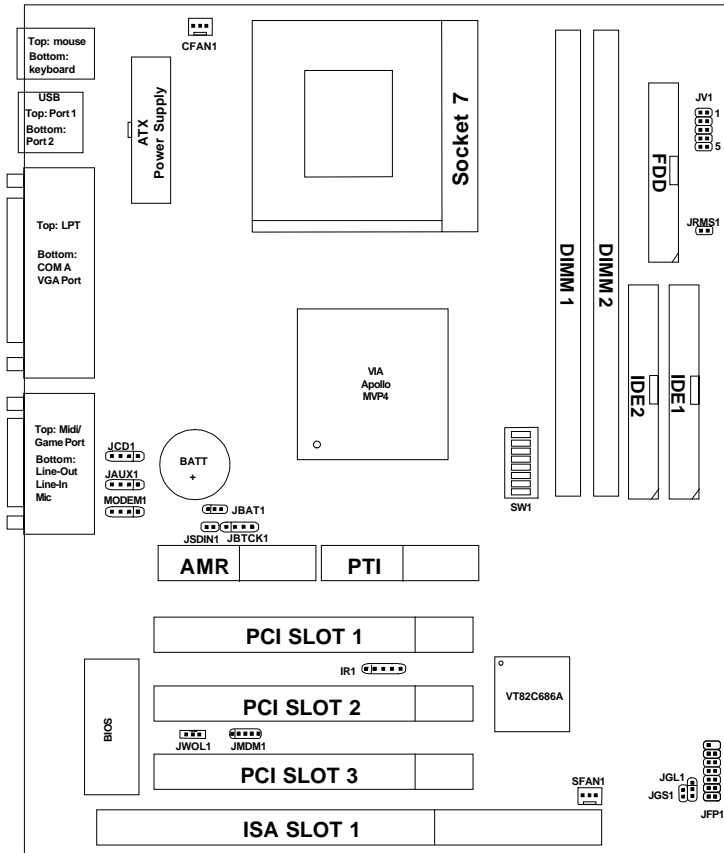 CFAN1
Top: mouse
Bottom:
keyboard
USB
Top: Port 1
Bottom:
Port 2
ATX
Power Supply
Socket 7
JV1
1
5
FDD
JRMS1
Top: LPT
Bottom:
COM A
VGA Port
DIMM 1
DIMM 2
VIA
Apollo
MVP4
IDE2
IDE1
Top: Midi/
Game Port
Bottom:
Line-Out
Line-In
Mic
JCD1
JAUX1
MODEM1
BATT
+
JBAT1
JSDIN1
JBTCK1
SW1
AMR
PTI
PCI SLOT 1
IR1
VT82C686A
BIOS
PCI SLOT 2
JWOL1
JMDM1
PCI SLOT 3
SFAN1
JGL1
JGS1
JFP1
ISA SLOT 1